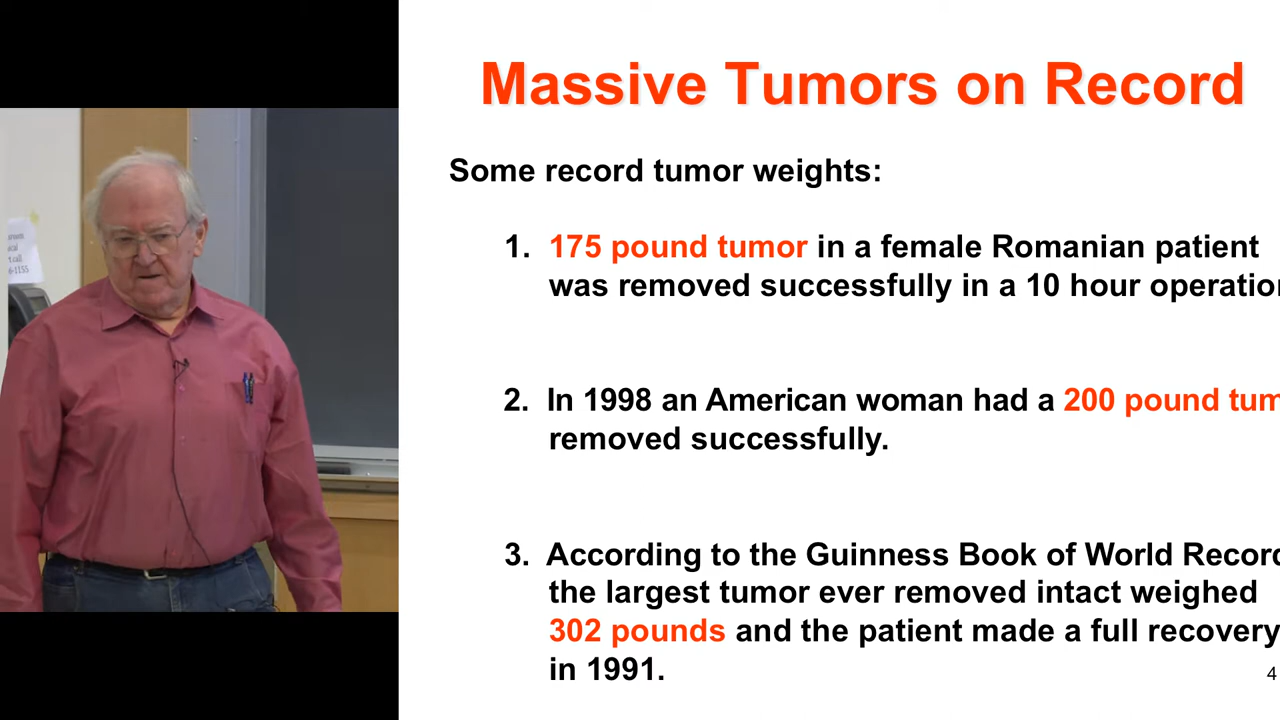 Massive Tumors on Record
Some record tumor weights:
1. 175 pound tumor in a female Romanian patient
was removed successfully in a 10 hour operation
2. In 1998 an American woman had a 200 pound tum
removed successfully.
3. According to the Guinness Book of World Record
the largest tumor ever removed intact weighed
302 pounds and the patient made a full recovery
in 1991.
4
rt call
-1155